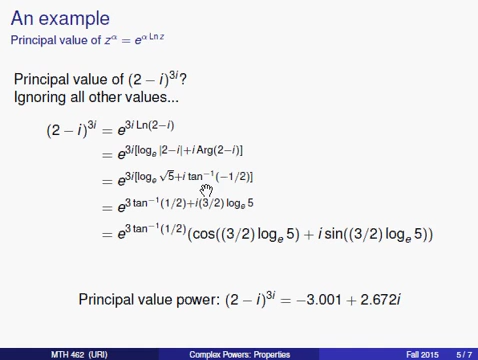 An example
Principal value of z^α = e^{α Ln z}
Principal value of (2 − i)^{3i}?
Ignoring all other values...
(2 − i)^{3i} = e^{3i Ln(2−i)}
= e^{3i[log_e |2−i|+i Arg(2−i)]}
= e^{3i[log_e √5+i tan^{−1}(−1/2)]}
= e^{3 tan^{−1}(1/2)+i(3/2) log_e 5}
= e^{3 tan^{−1}(1/2)}(cos((3/2) log_e 5) + i sin((3/2) log_e 5))
Principal value power: (2 − i)^{3i} = −3.001 + 2.672i
MTH 462 (URI) Complex Powers: Properties Fall 2015 5 / 7